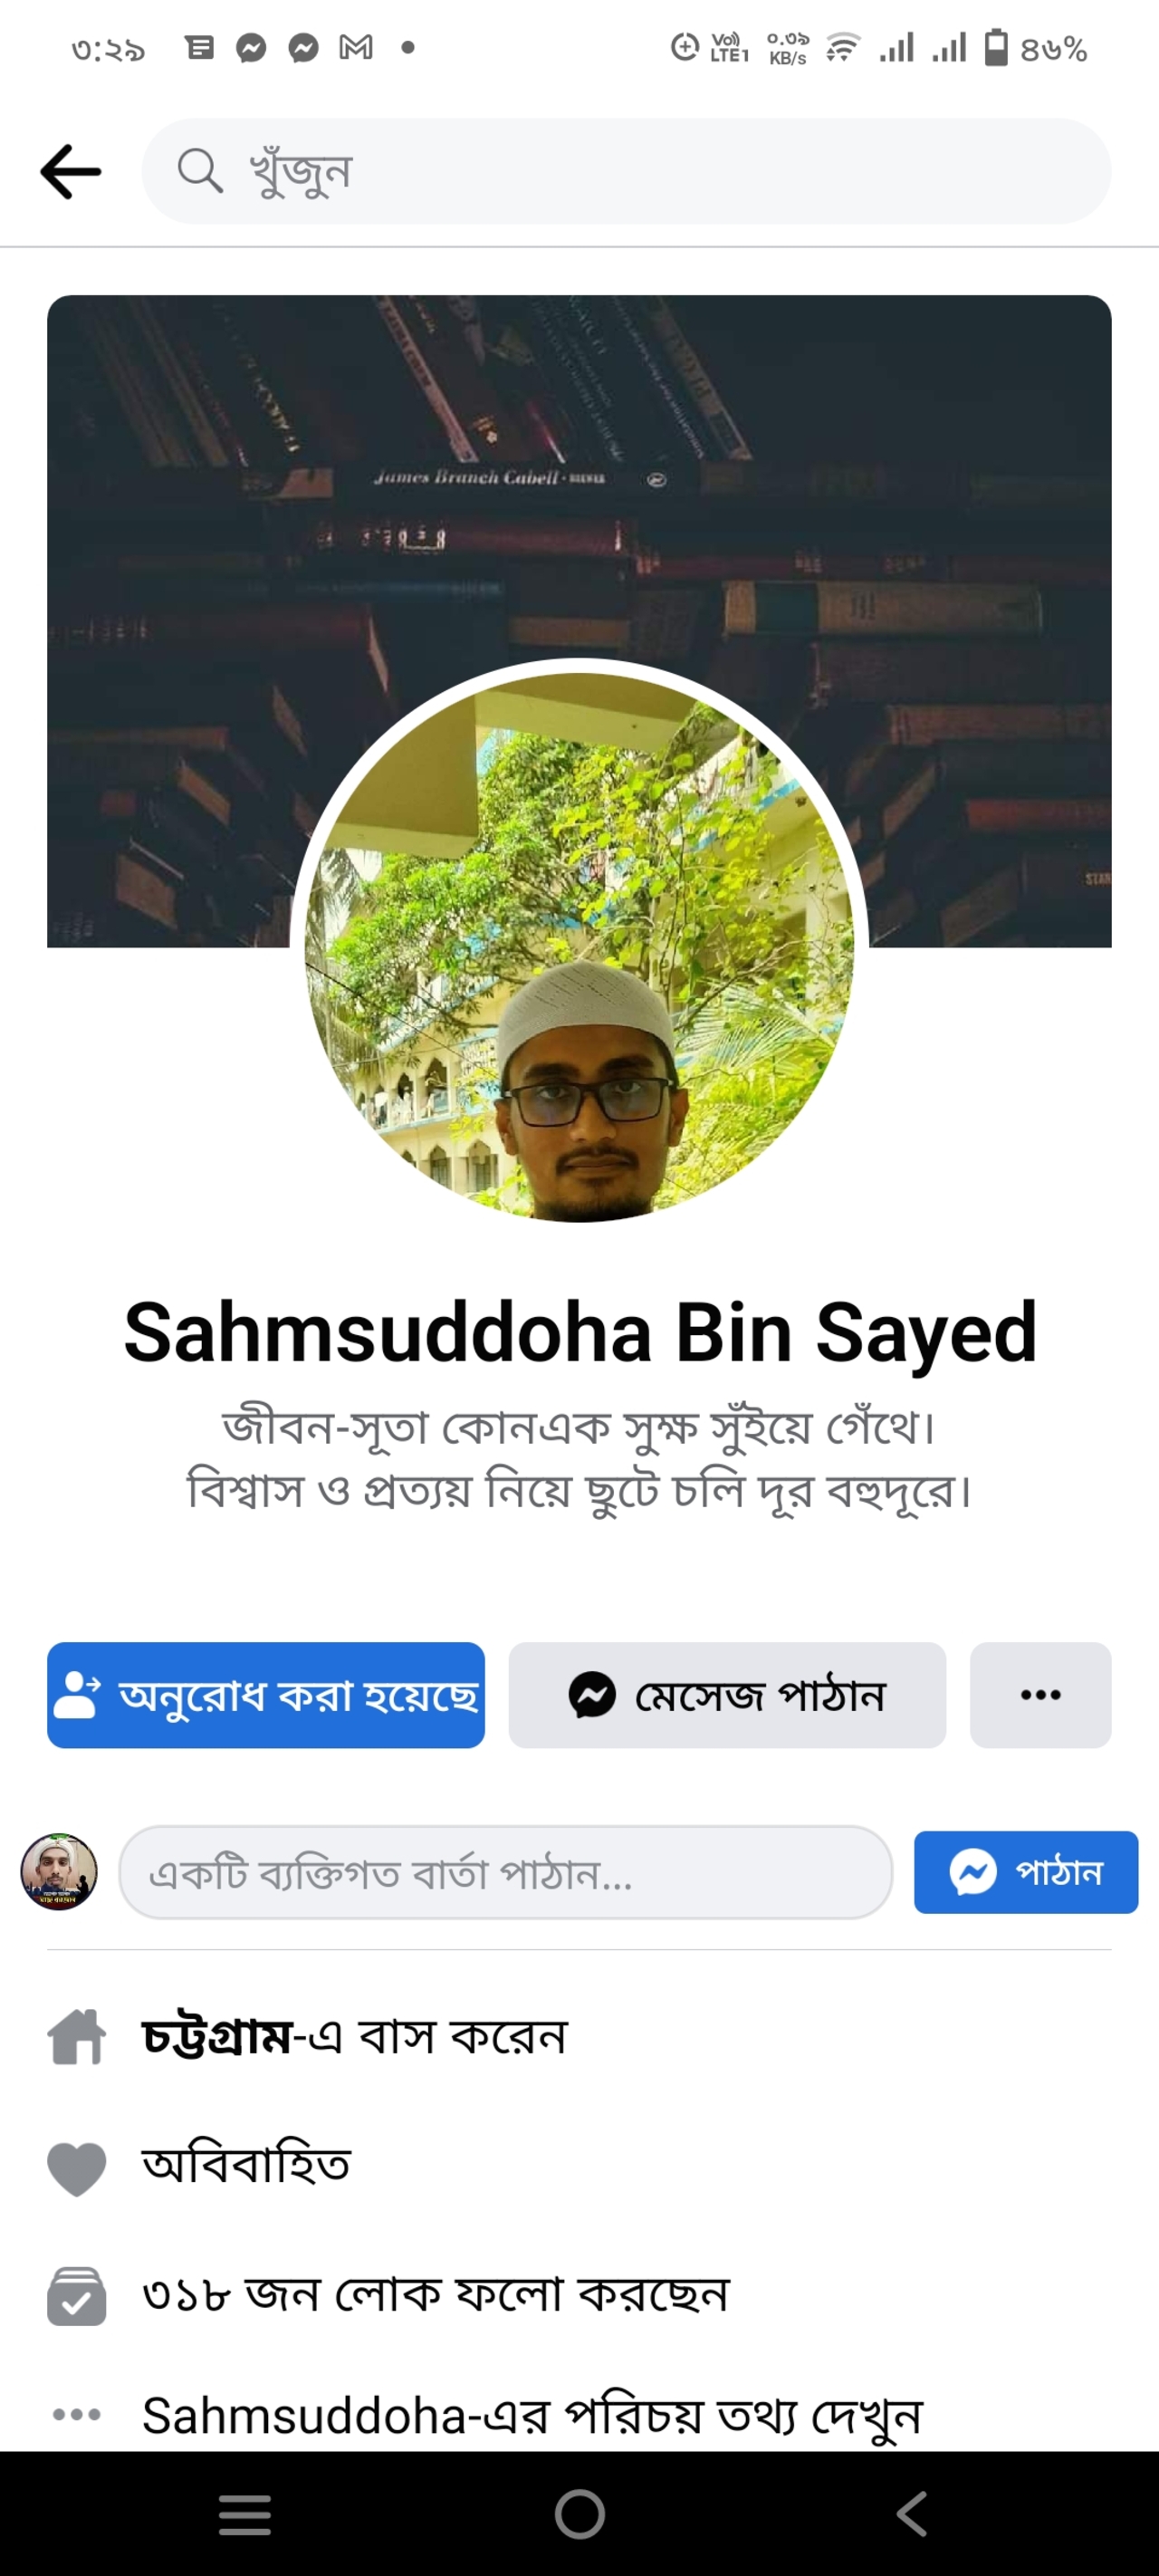 ৩:২৯
Vo)) LTE1
০.৩৯ KB/s
৪৬%
খুঁজুন
James Branch Cabell
Sahmsuddoha Bin Sayed
জীবন-সূতা কোনএক সুক্ষ সুঁইয়ে গেঁথে।
বিশ্বাস ও প্রত্যয় নিয়ে ছুটে চলি দূর বহুদূরে।
অনুরোধ করা হয়েছে
মেসেজ পাঠান
একটি ব্যক্তিগত বার্তা পাঠান...
পাঠান
চট্টগ্রাম-এ বাস করেন
অবিবাহিত
৩১৮ জন লোক ফলো করছেন
Sahmsuddoha-এর পরিচয় তথ্য দেখুন